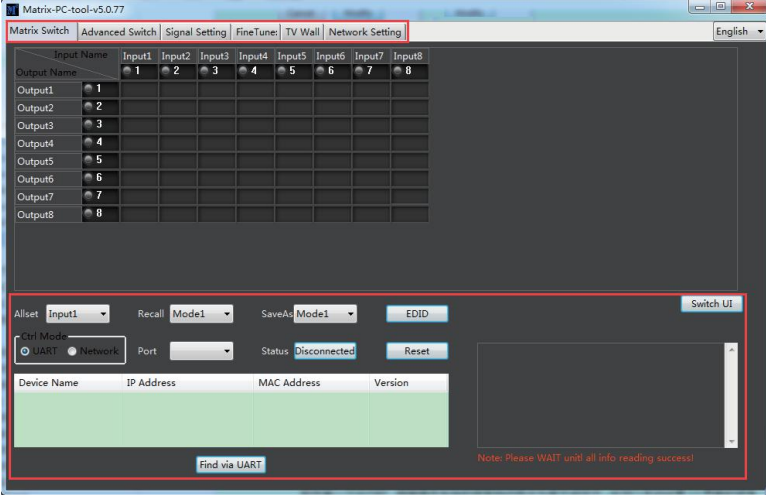 Matrix-PC-tool-v5.0.77
Matrix Switch Advanced Switch Signal Setting FineTune: TV Wall Network Setting English
Input Name Input1 Input2 Input3 Input4 Input5 Input6 Input7 Input8
Output Name 1 2 3 4 5 6 7 8
Output1 1
Output2 2
Output3 3
Output4 4
Output5 5
Output6 6
Output7 7
Output8 8
Switch UI
Allset Input1 Recall Mode1 SaveAs Mode1 EDID
Ctrl Mode
UART Network Port Status Disconnected Reset
Device Name IP Address MAC Address Version
Find via UART
Note: Please WAIT unitl all info reading success!